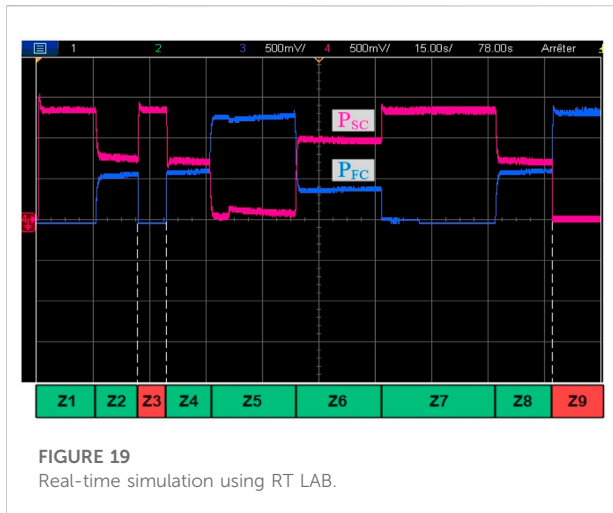 1 2 3 500mV/ 4 500mV/ 15.00s/ 78.00s Arrêter
PSC
PFC
Z1 Z2 Z3 Z4 Z5 Z6 Z7 Z8 Z9
FIGURE 19
Real-time simulation using RT LAB.